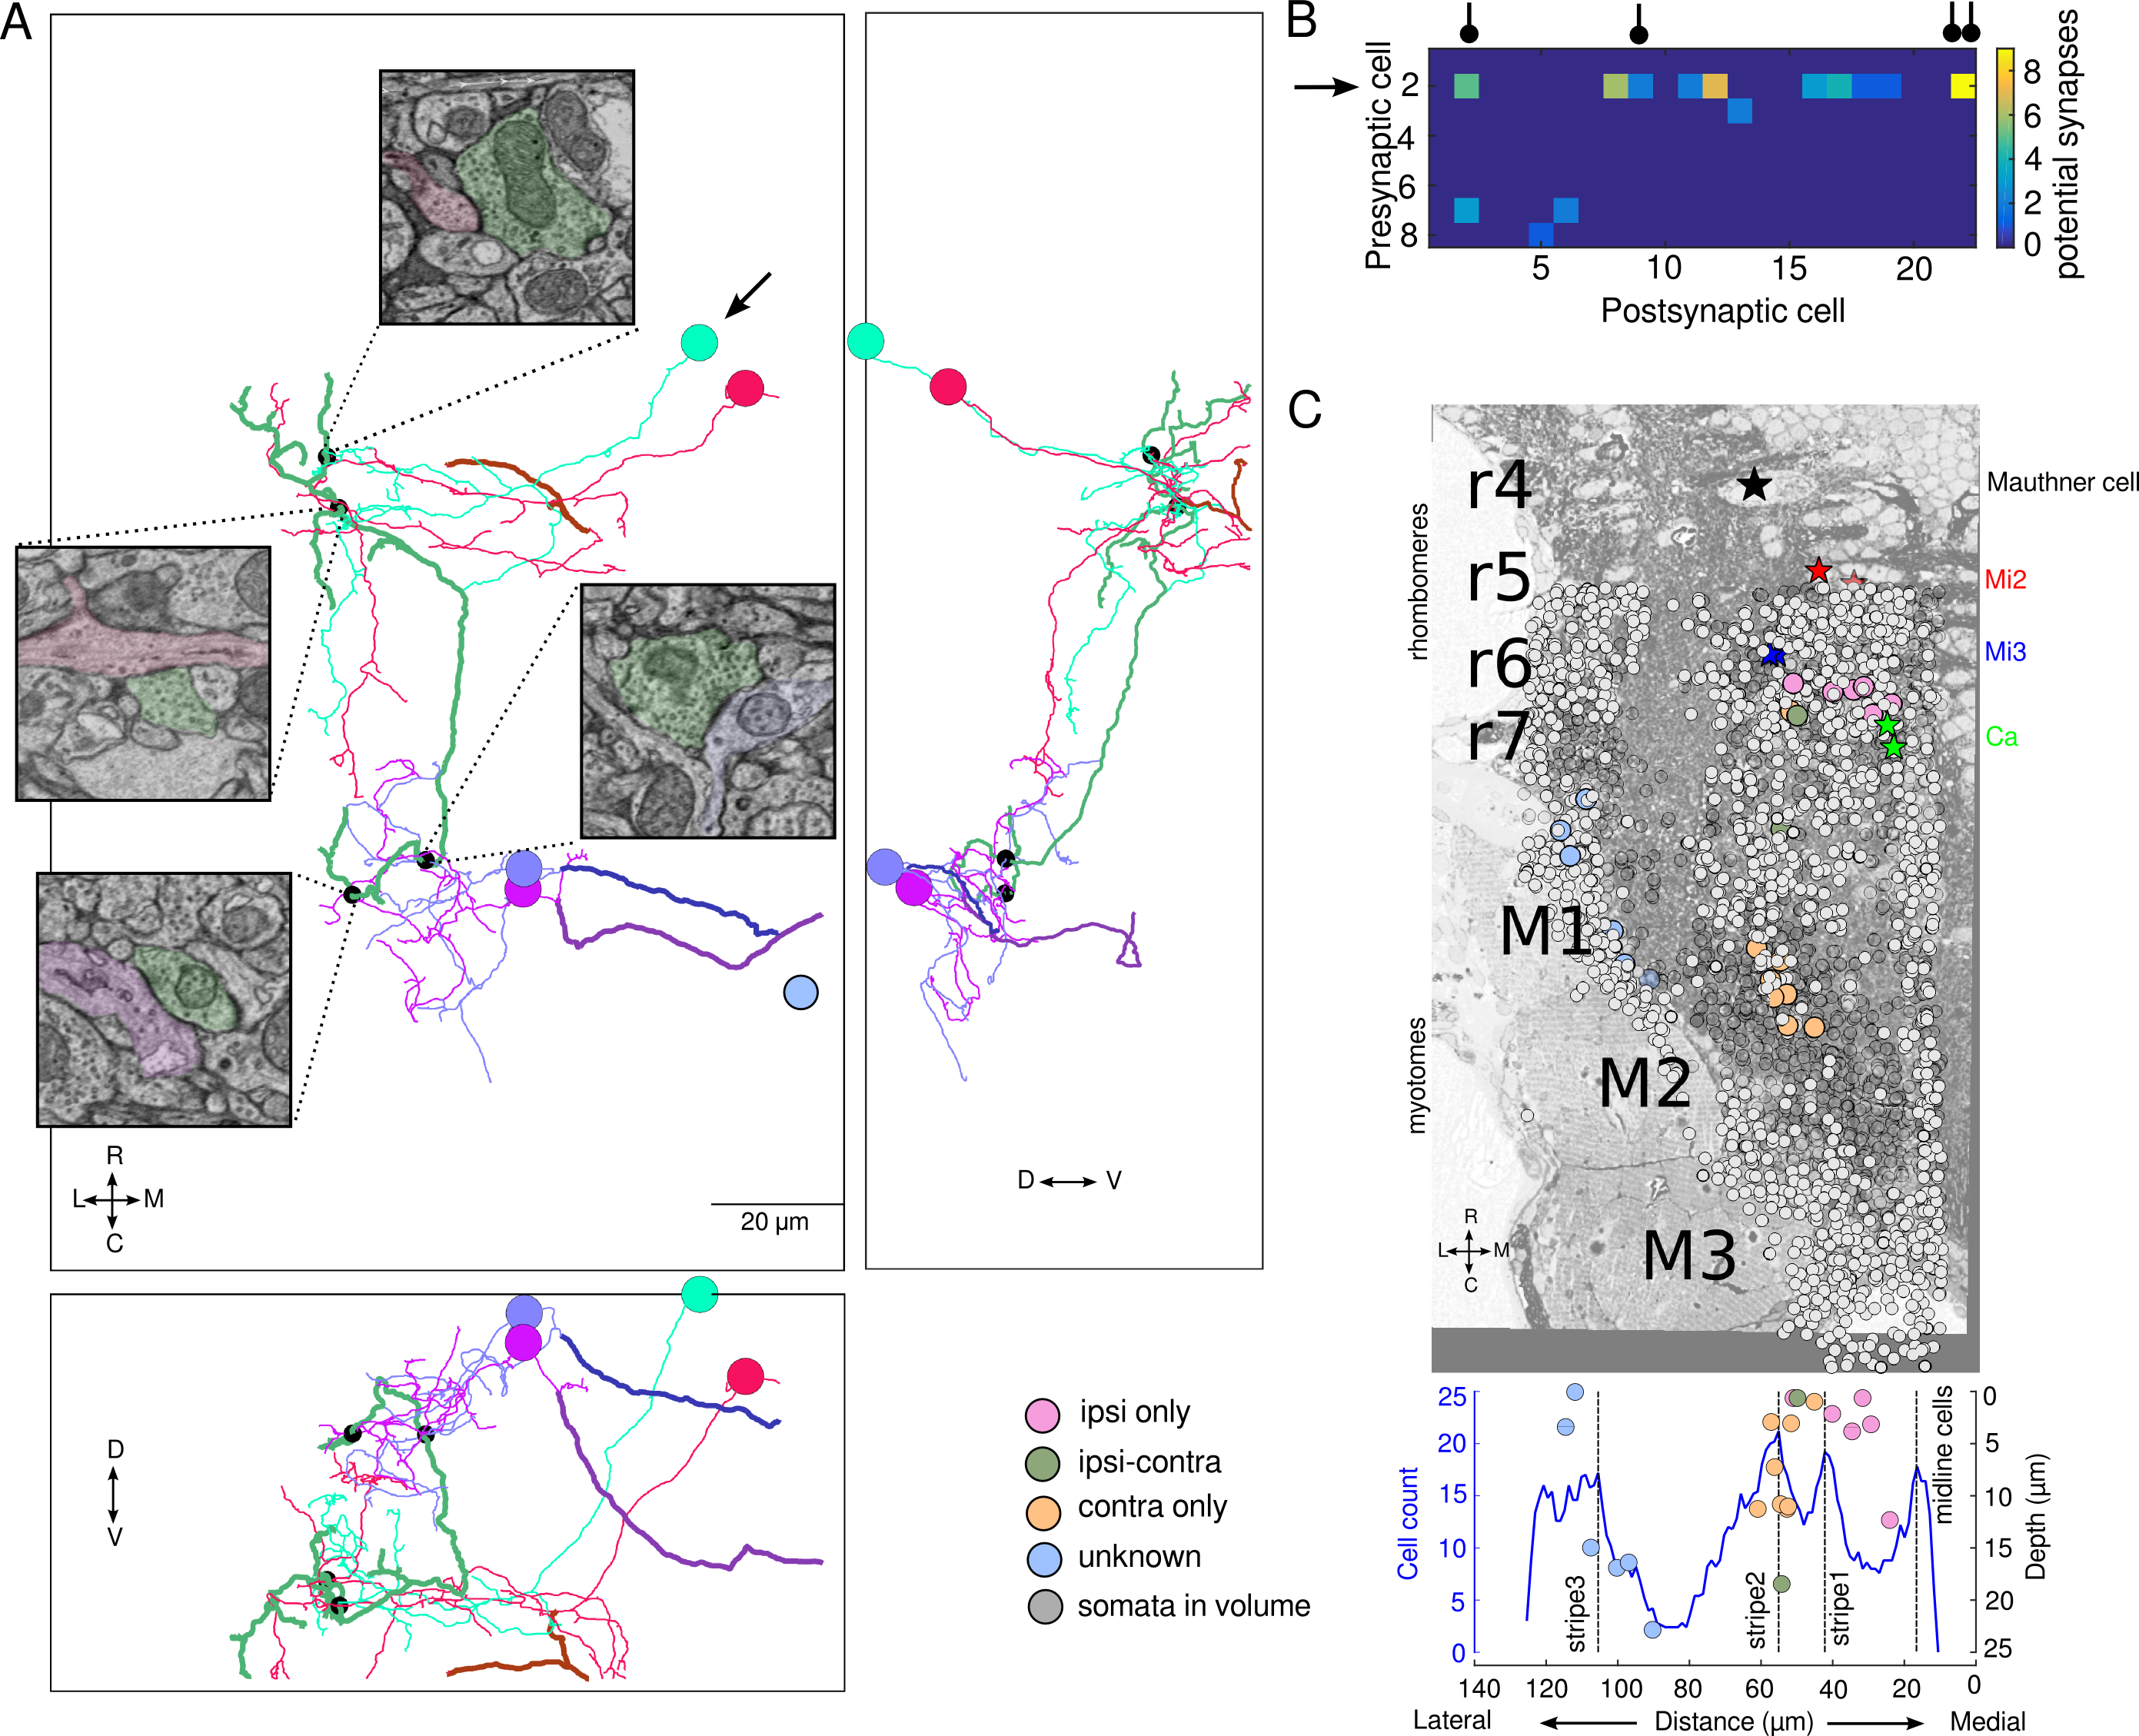 A
R
L M
C
20 µm
D V
D
V
B
Presynaptic cell
2
4
6
8
5 10 15 20
Postsynaptic cell
8
6
4
2
0
potential synapses
C
rhombomeres
r4
r5
r6
r7
Mauthner cell
Mi2
Mi3
Ca
myotomes
M1
M2
M3
R
L M
C
ipsi only
ipsi-contra
contra only
unknown
somata in volume
Cell count
25
20
15
10
5
0
stripe3
stripe2
stripe1
midline cells
0
5
10
15
20
25
Depth (µm)
140 120 100 80 60 40 20 0
Lateral Distance (µm) Medial